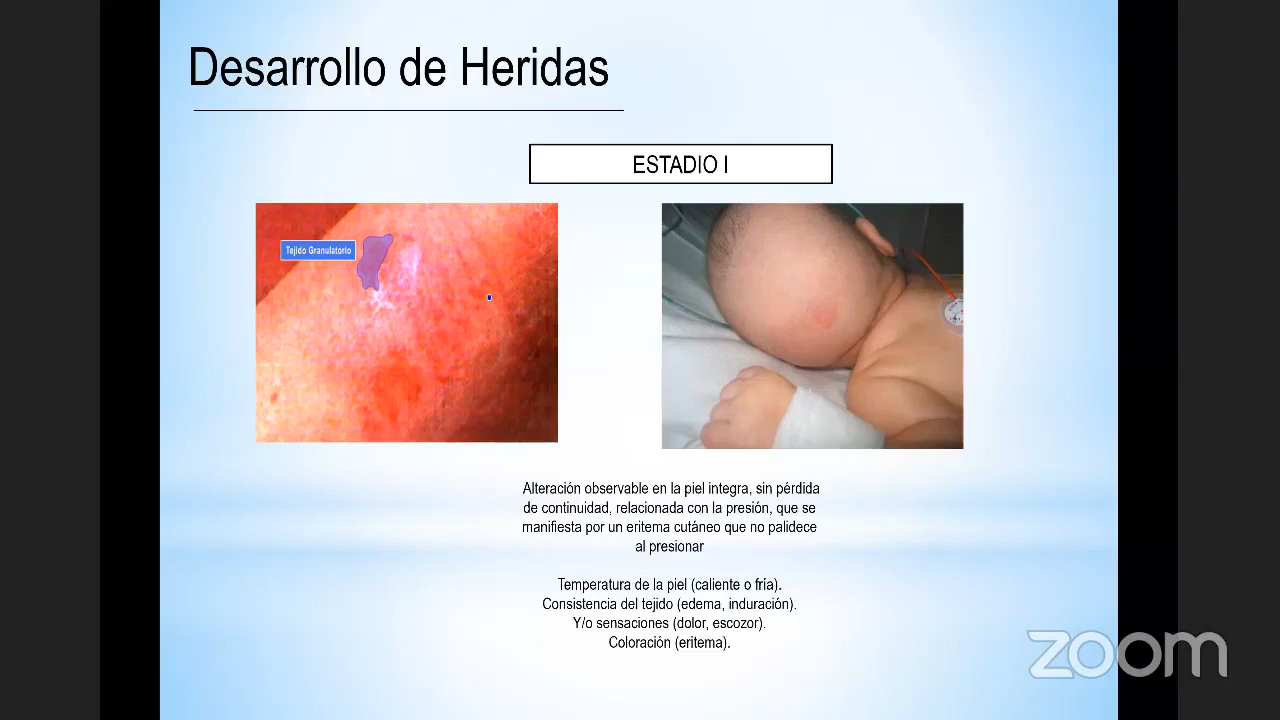 Desarrollo de Heridas
ESTADIO I
Tejido Granulatorio
Alteración observable en la piel integra, sin pérdida
de continuidad, relacionada con la presión, que se
manifiesta por un eritema cutáneo que no palidece
al presionar
Temperatura de la piel (caliente o fría).
Consistencia del tejido (edema, induración).
Y/o sensaciones (dolor, escozor).
Coloración (eritema).
zoom